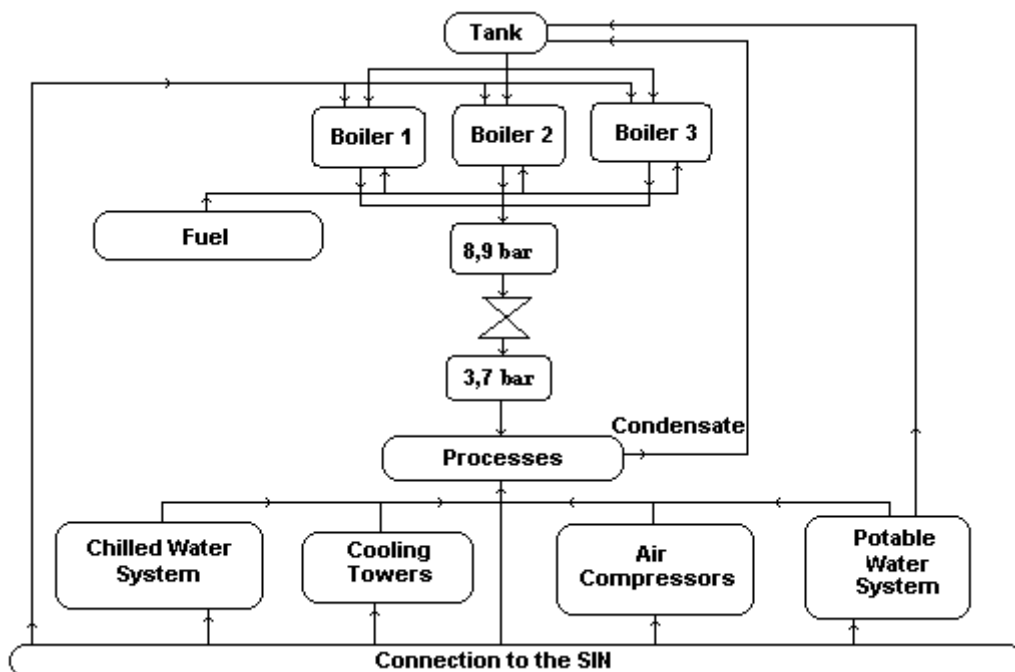 Tank
Boiler 1
Boiler 2
Boiler 3
Fuel
8,9 bar
3,7 bar
Condensate
Processes
Chilled Water
System
Cooling
Towers
Air
Compressors
Potable
Water
System
Connection to the SIN